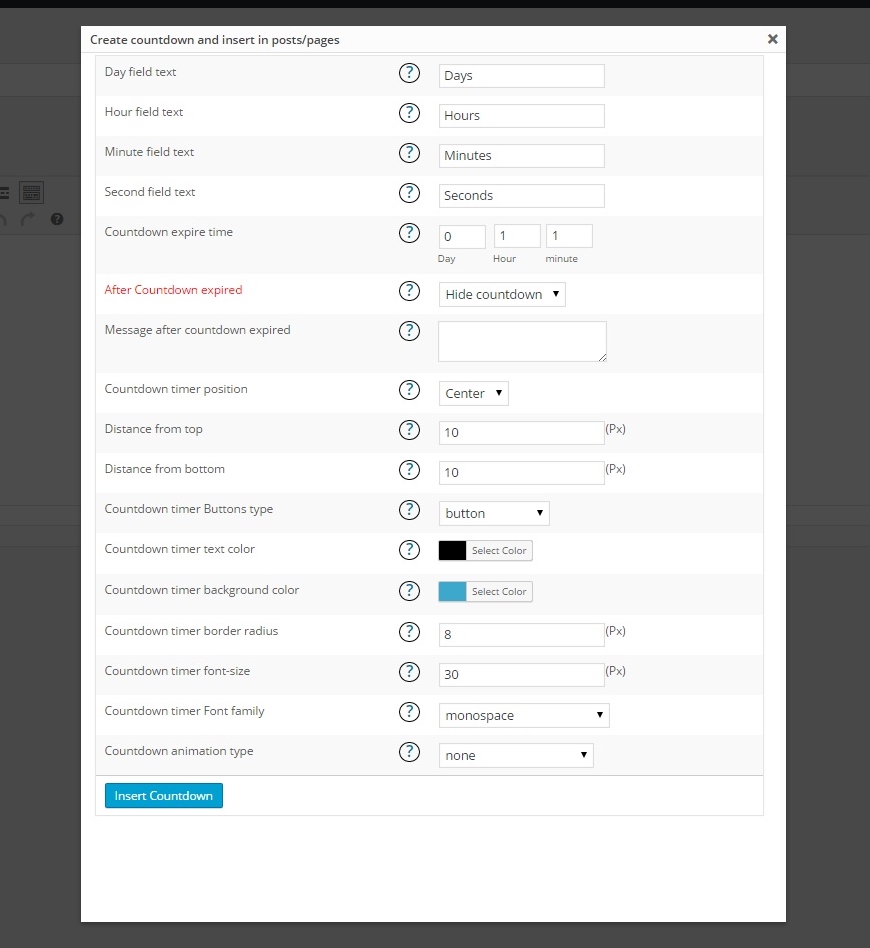 Create countdown and insert in posts/pages ×
Day field text ? Days
Hour field text ? Hours
Minute field text ? Minutes
Second field text ? Seconds
Countdown expire time ? 0 1 1
Day Hour minute
After Countdown expired ? Hide countdown
Message after countdown expired ?
Countdown timer position ? Center
Distance from top ? 10 (Px)
Distance from bottom ? 10 (Px)
Countdown timer Buttons type ? button
Countdown timer text color ? Select Color
Countdown timer background color ? Select Color
Countdown timer border radius ? 8 (Px)
Countdown timer font-size ? 30 (Px)
Countdown timer Font family ? monospace
Countdown animation type ? none
Insert Countdown